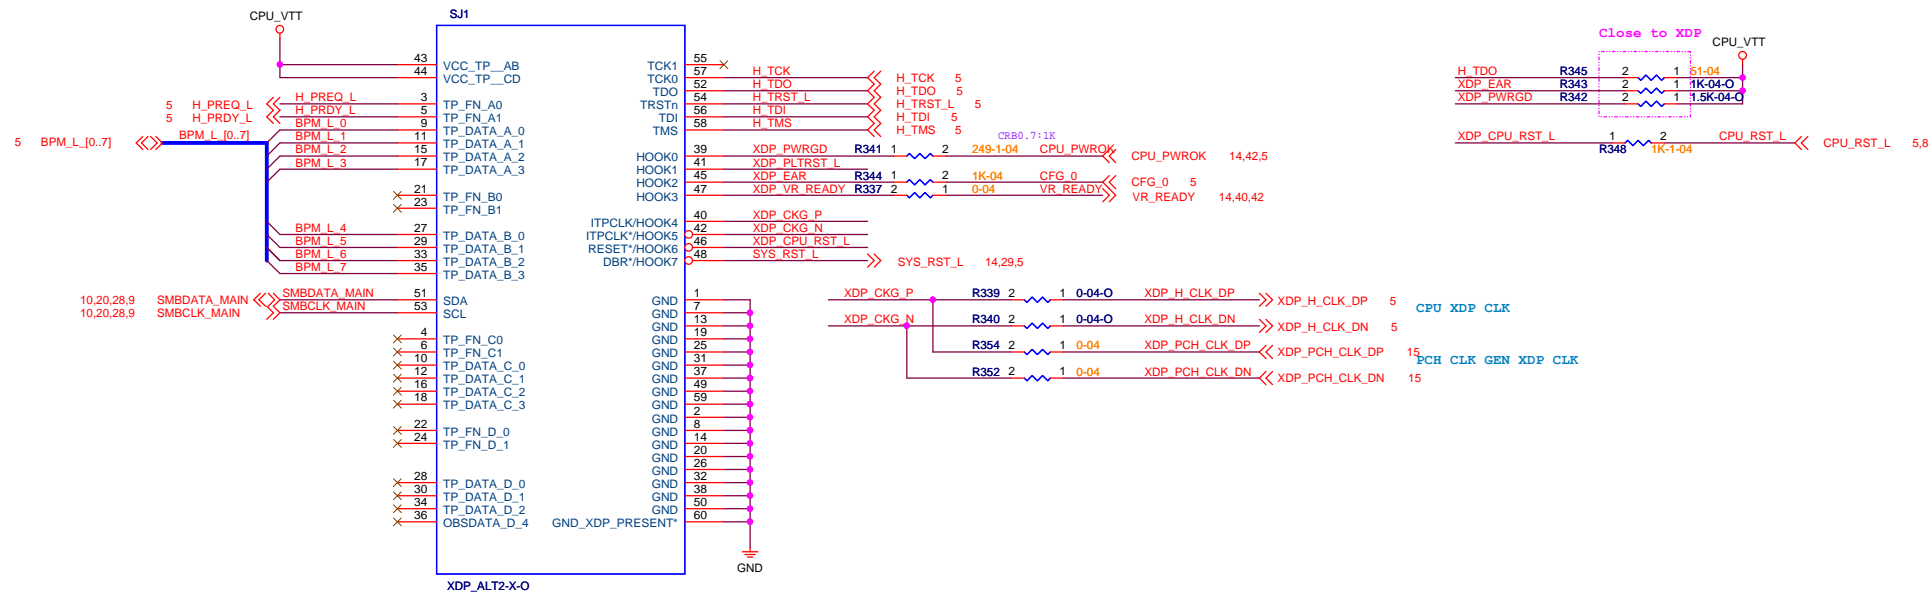 CPU_VTT
SJ1
43 VCC_TP__AB
44 VCC_TP__CD
5 H_PREQ_L H_PREQ_L 3 TP_FN_A0
5 H_PRDY_L H_PRDY_L 5 TP_FN_A1
BPM_L_0 9 TP_DATA_A_0
5 BPM_L_[0..7] BPM_L_[0..7] BPM_L_1 11 TP_DATA_A_1
BPM_L_2 15 TP_DATA_A_2
BPM_L_3 17 TP_DATA_A_3
21 TP_FN_B0
23 TP_FN_B1
BPM_L_4 27 TP_DATA_B_0
BPM_L_5 29 TP_DATA_B_1
BPM_L_6 33 TP_DATA_B_2
BPM_L_7 35 TP_DATA_B_3
10,20,28,9 SMBDATA_MAIN SMBDATA_MAIN 51 SDA
10,20,28,9 SMBCLK_MAIN SMBCLK_MAIN 53 SCL
4 TP_FN_C0
6 TP_FN_C1
10 TP_DATA_C_0
12 TP_DATA_C_1
16 TP_DATA_C_2
18 TP_DATA_C_3
22 TP_FN_D_0
24 TP_FN_D_1
28 TP_DATA_D_0
30 TP_DATA_D_1
34 TP_DATA_D_2
36 OBSDATA_D_4
TCK1 55
TCK0 57 H_TCK H_TCK 5
TDO 52 H_TDO H_TDO 5
TRSTn 54 H_TRST_L H_TRST_L 5
TDI 56 H_TDI H_TDI 5
TMS 58 H_TMS H_TMS 5
CRB0.7:1K
HOOK0 39 XDP_PWRGD R341 1 2 249-1-04 CPU_PWROK CPU_PWROK 14,42,5
HOOK1 41 XDP_PLTRST_L
HOOK2 45 XDP_EAR R344 1 2 1K-04 CFG_0 CFG_0 5
HOOK3 47 XDP_VR_READY R337 2 1 0-04 VR_READY VR_READY 14,40,42
ITPCLK/HOOK4 40 XDP_CKG_P
ITPCLK*/HOOK5 42 XDP_CKG_N
RESET*/HOOK6 46 XDP_CPU_RST_L
DBR*/HOOK7 48 SYS_RST_L SYS_RST_L 14,29,5
GND 1
GND 7
GND 13
GND 19
GND 25
GND 31
GND 37
GND 49
GND 59
GND 2
GND 8
GND 14
GND 20
GND 26
GND 32
GND 38
GND 50
GND_XDP_PRESENT* 60
GND
XDP_ALT2-X-O
XDP_CKG_P R339 2 1 0-04-O XDP_H_CLK_DP XDP_H_CLK_DP 5
CPU XDP CLK
XDP_CKG_N R340 2 1 0-04-O XDP_H_CLK_DN XDP_H_CLK_DN 5
R354 2 1 0-04 XDP_PCH_CLK_DP XDP_PCH_CLK_DP 15
PCH CLK GEN XDP CLK
R352 2 1 0-04 XDP_PCH_CLK_DN XDP_PCH_CLK_DN 15
Close to XDP
CPU_VTT
H_TDO R345 2 1 51-04
XDP_EAR R343 2 1 1K-04-O
XDP_PWRGD R342 2 1 1.5K-04-O
XDP_CPU_RST_L 1 R348 2 1K-1-04 CPU_RST_L CPU_RST_L 5,8